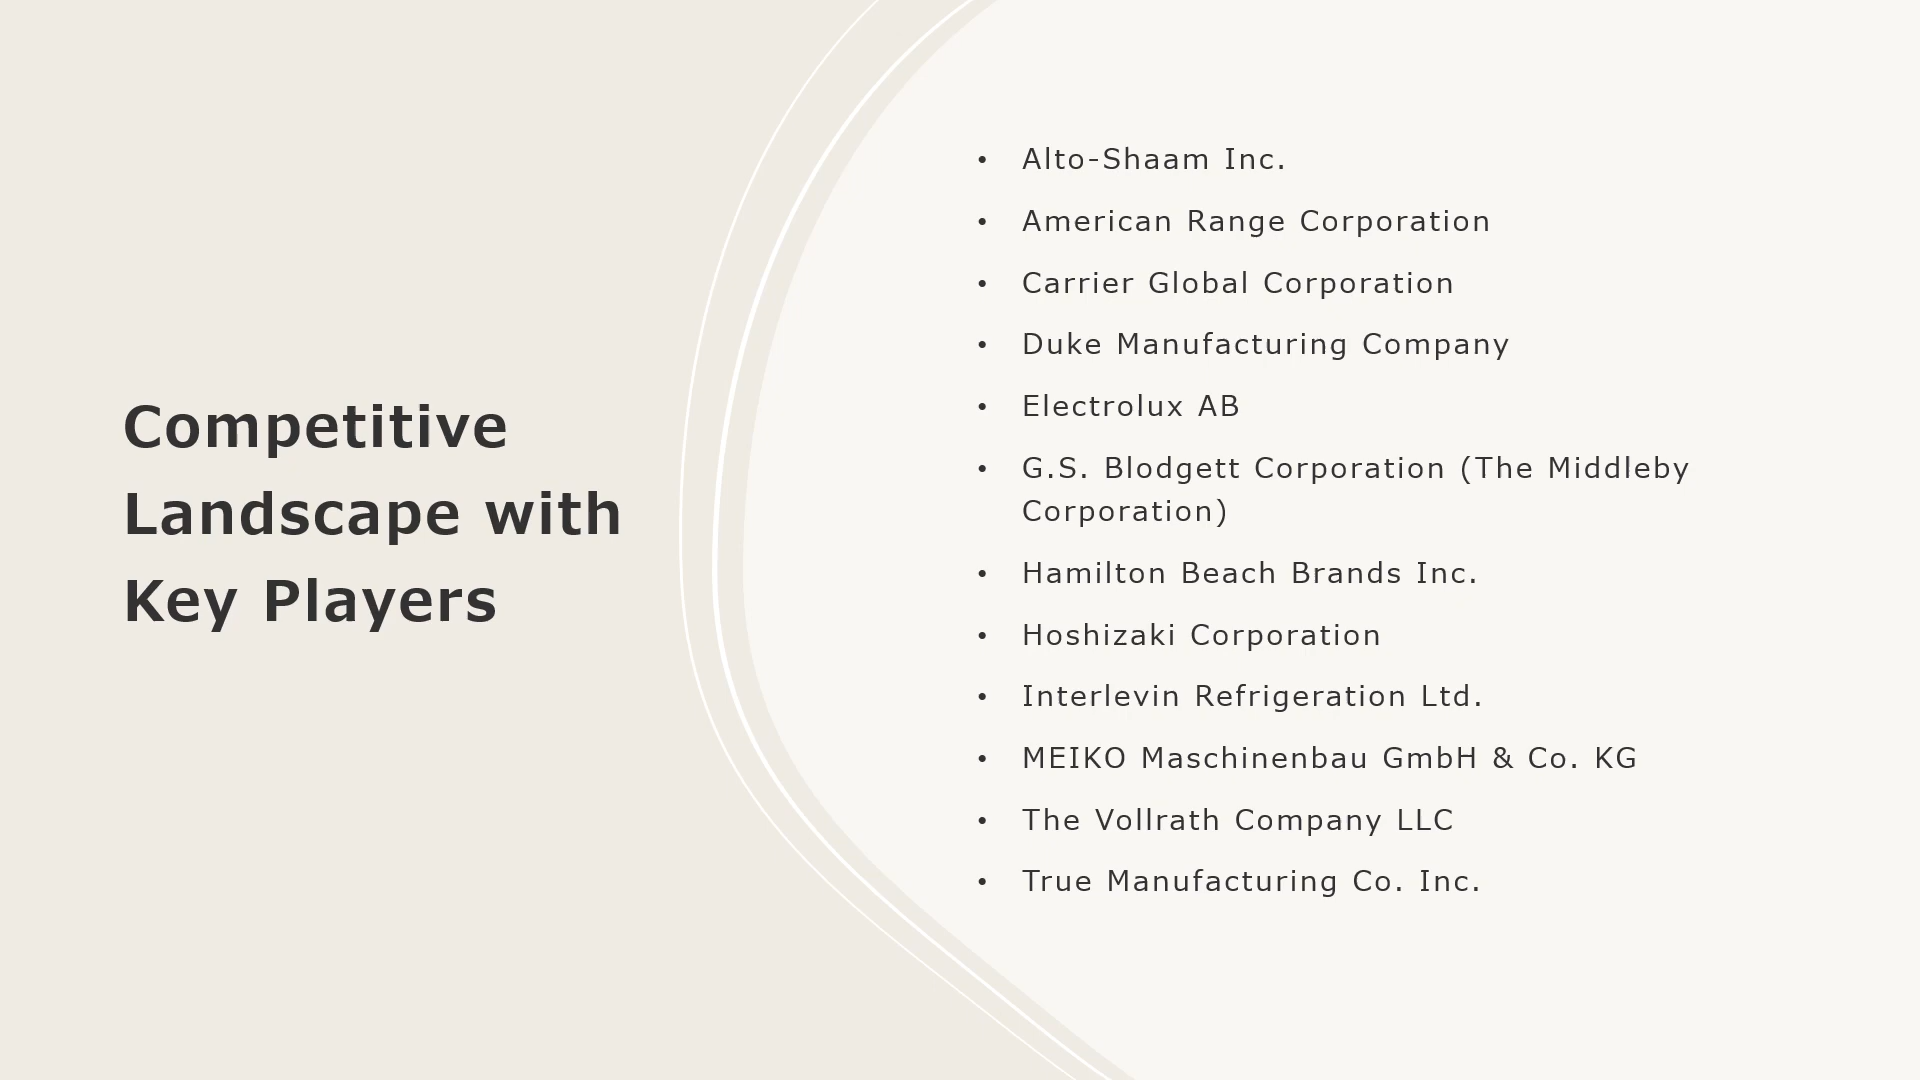 Competitive
Landscape with
Key Players
• Alto-Shaam Inc.
• American Range Corporation
• Carrier Global Corporation
• Duke Manufacturing Company
• Electrolux AB
• G.S. Blodgett Corporation (The Middleby
Corporation)
• Hamilton Beach Brands Inc.
• Hoshizaki Corporation
• Interlevin Refrigeration Ltd.
• MEIKO Maschinenbau GmbH & Co. KG
• The Vollrath Company LLC
• True Manufacturing Co. Inc.